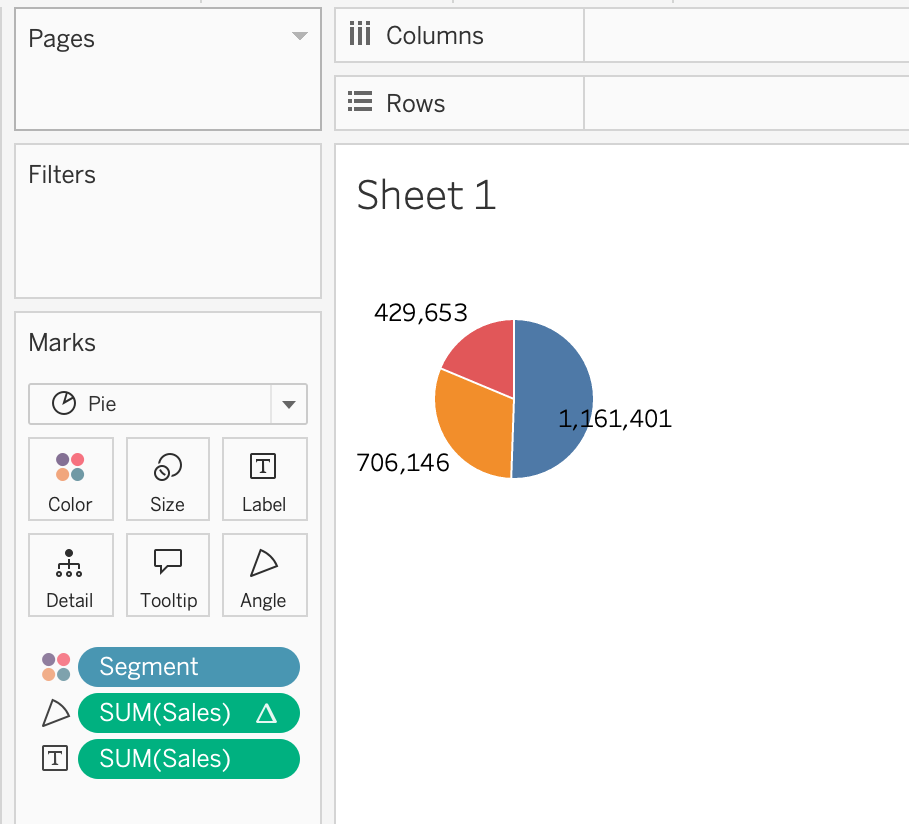 Pages
Columns
Rows
Filters
Sheet 1
429,653
1,161,401
706,146
Marks
Pie
Color Size Label
Detail Tooltip Angle
Segment
SUM(Sales)
SUM(Sales)